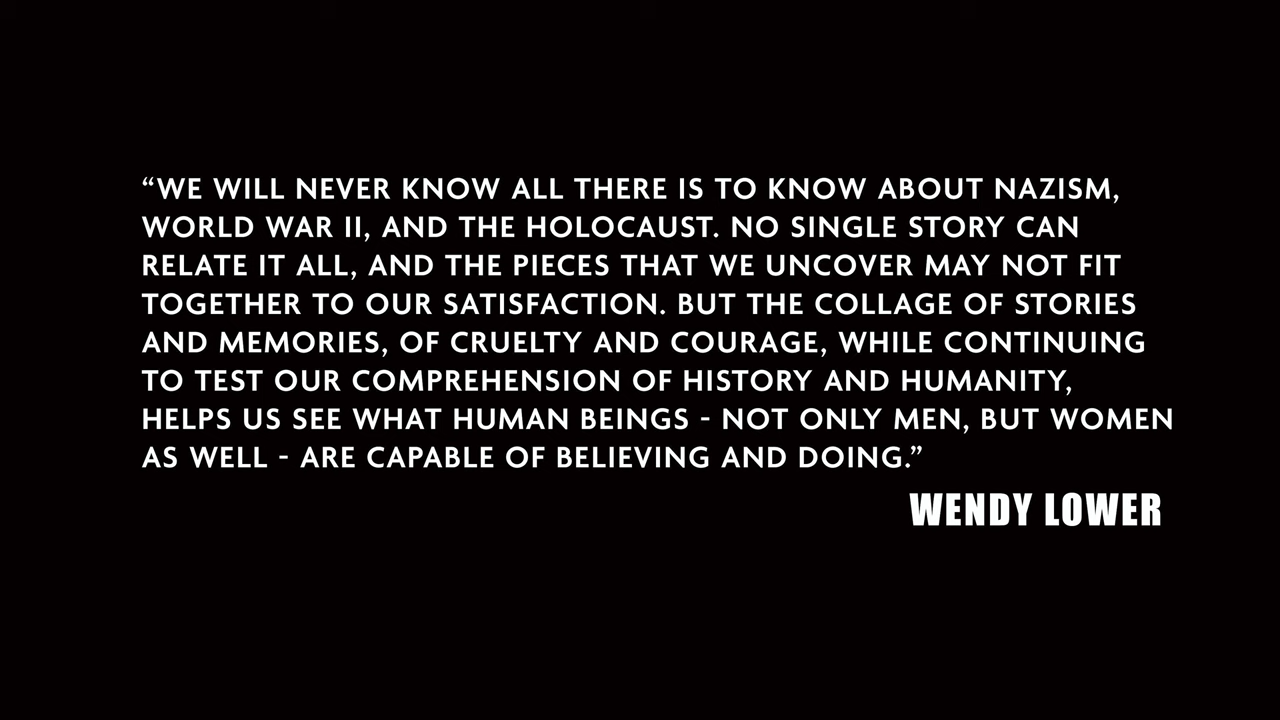 “WE WILL NEVER KNOW ALL THERE IS TO KNOW ABOUT NAZISM,
WORLD WAR II, AND THE HOLOCAUST. NO SINGLE STORY CAN
RELATE IT ALL, AND THE PIECES THAT WE UNCOVER MAY NOT FIT
TOGETHER TO OUR SATISFACTION. BUT THE COLLAGE OF STORIES
AND MEMORIES, OF CRUELTY AND COURAGE, WHILE CONTINUING
TO TEST OUR COMPREHENSION OF HISTORY AND HUMANITY,
HELPS US SEE WHAT HUMAN BEINGS - NOT ONLY MEN, BUT WOMEN
AS WELL - ARE CAPABLE OF BELIEVING AND DOING.”
WENDY LOWER